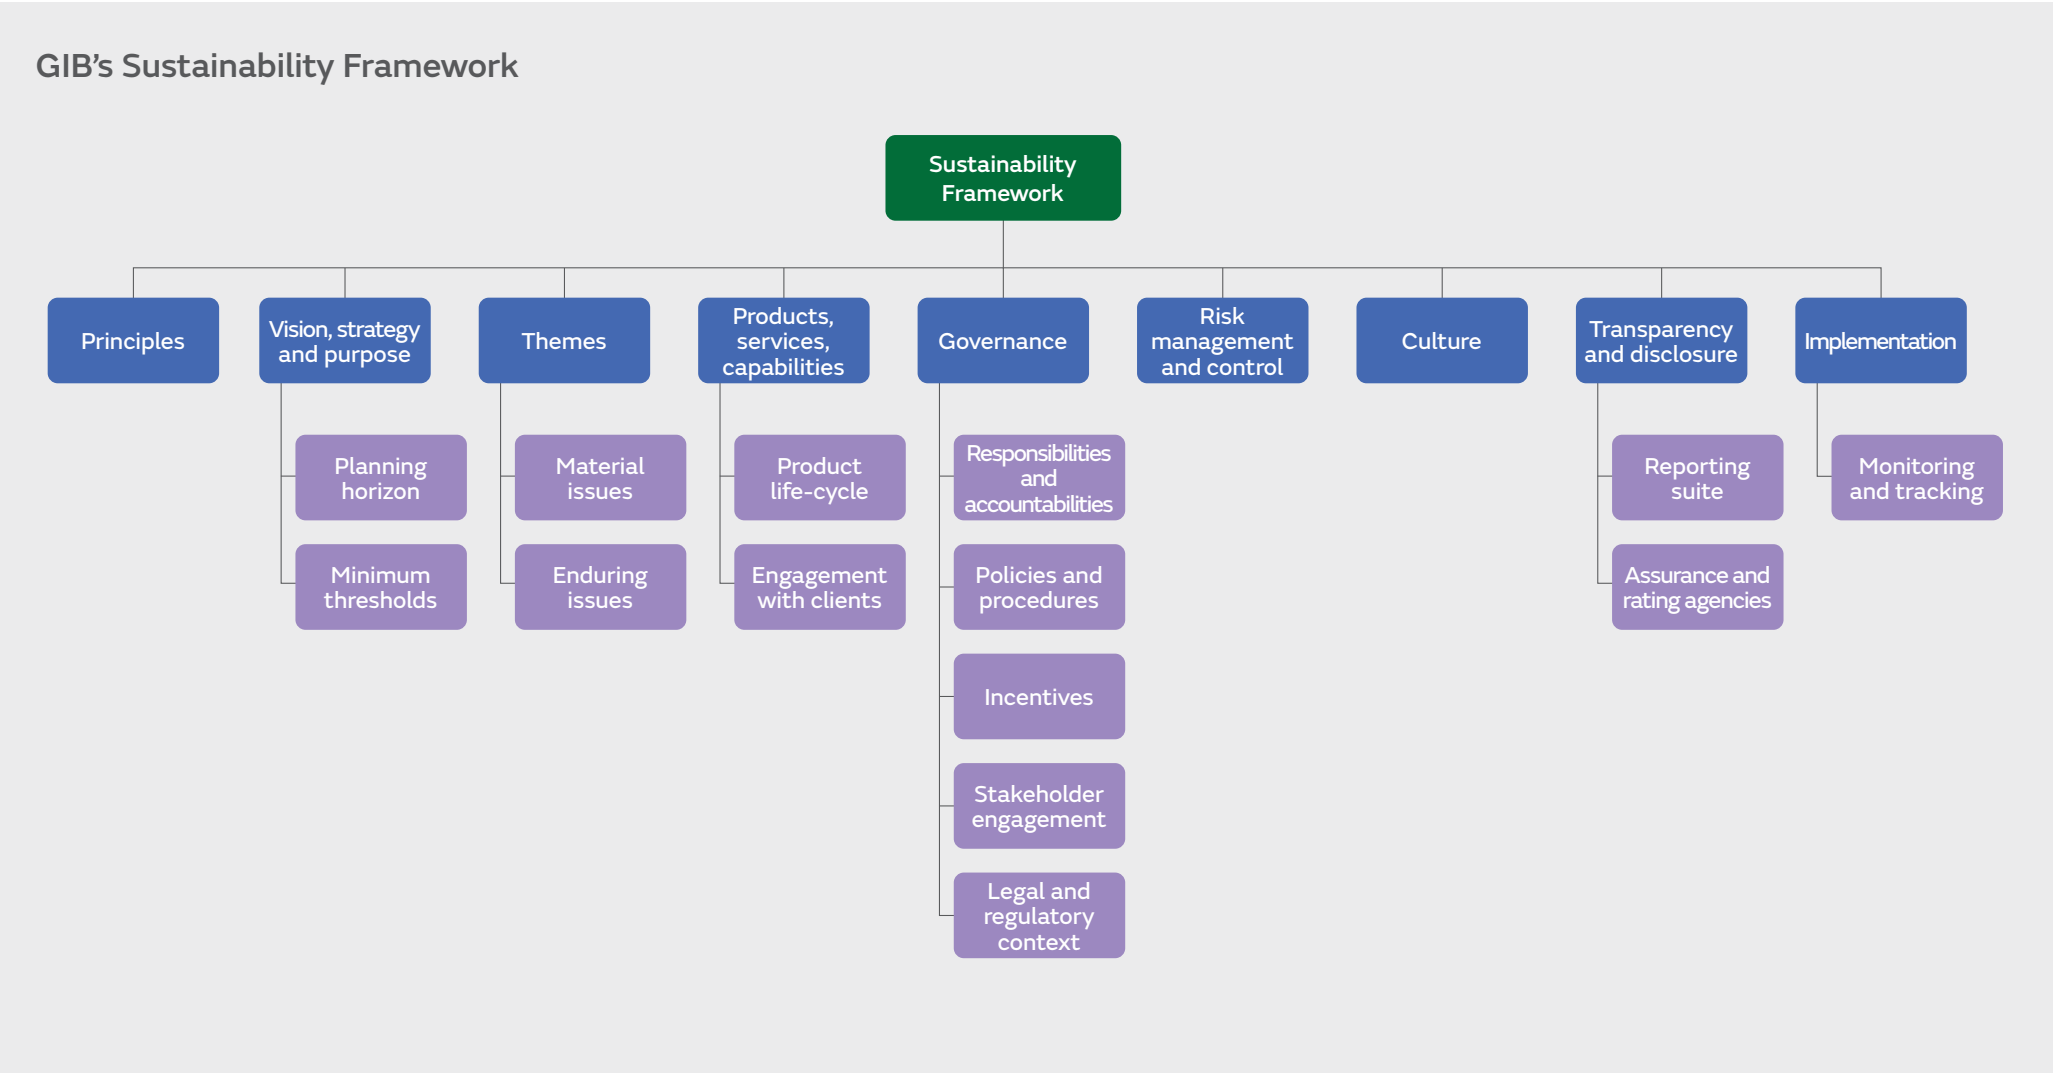 GIB’s Sustainability Framework
Sustainability
Framework
Principles
Vision, strategy
and purpose
Planning
horizon
Minimum
thresholds
Themes
Material
issues
Enduring
issues
Products,
services,
capabilities
Product
life-cycle
Engagement
with clients
Governance
Responsibilities
and
accountabilities
Policies and
procedures
Incentives
Stakeholder
engagement
Legal and
regulatory
context
Risk
management
and control
Culture
Transparency
and disclosure
Reporting
suite
Assurance and
rating agencies
Implementation
Monitoring
and tracking